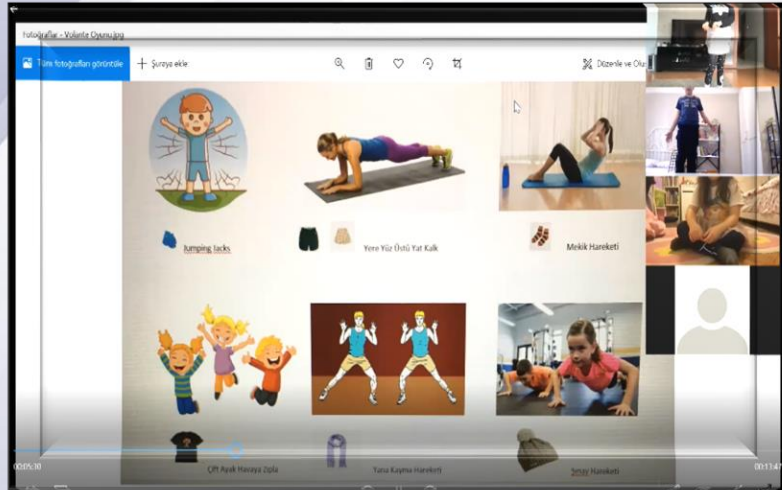 Fotoğraflar - Volante Oyunu.jpg
Tüm fotoğrafları görüntüle
Şuraya ekle
Düzenle ve Olu
Jumping Jacks
Yere Yüz Üstü Yat Kalk
Mekik Hareketi
Çift Ayak Havaya Zıpla
Yana Kayma Hareketi
Şınav Hareketi
00:05:30
00:13:47